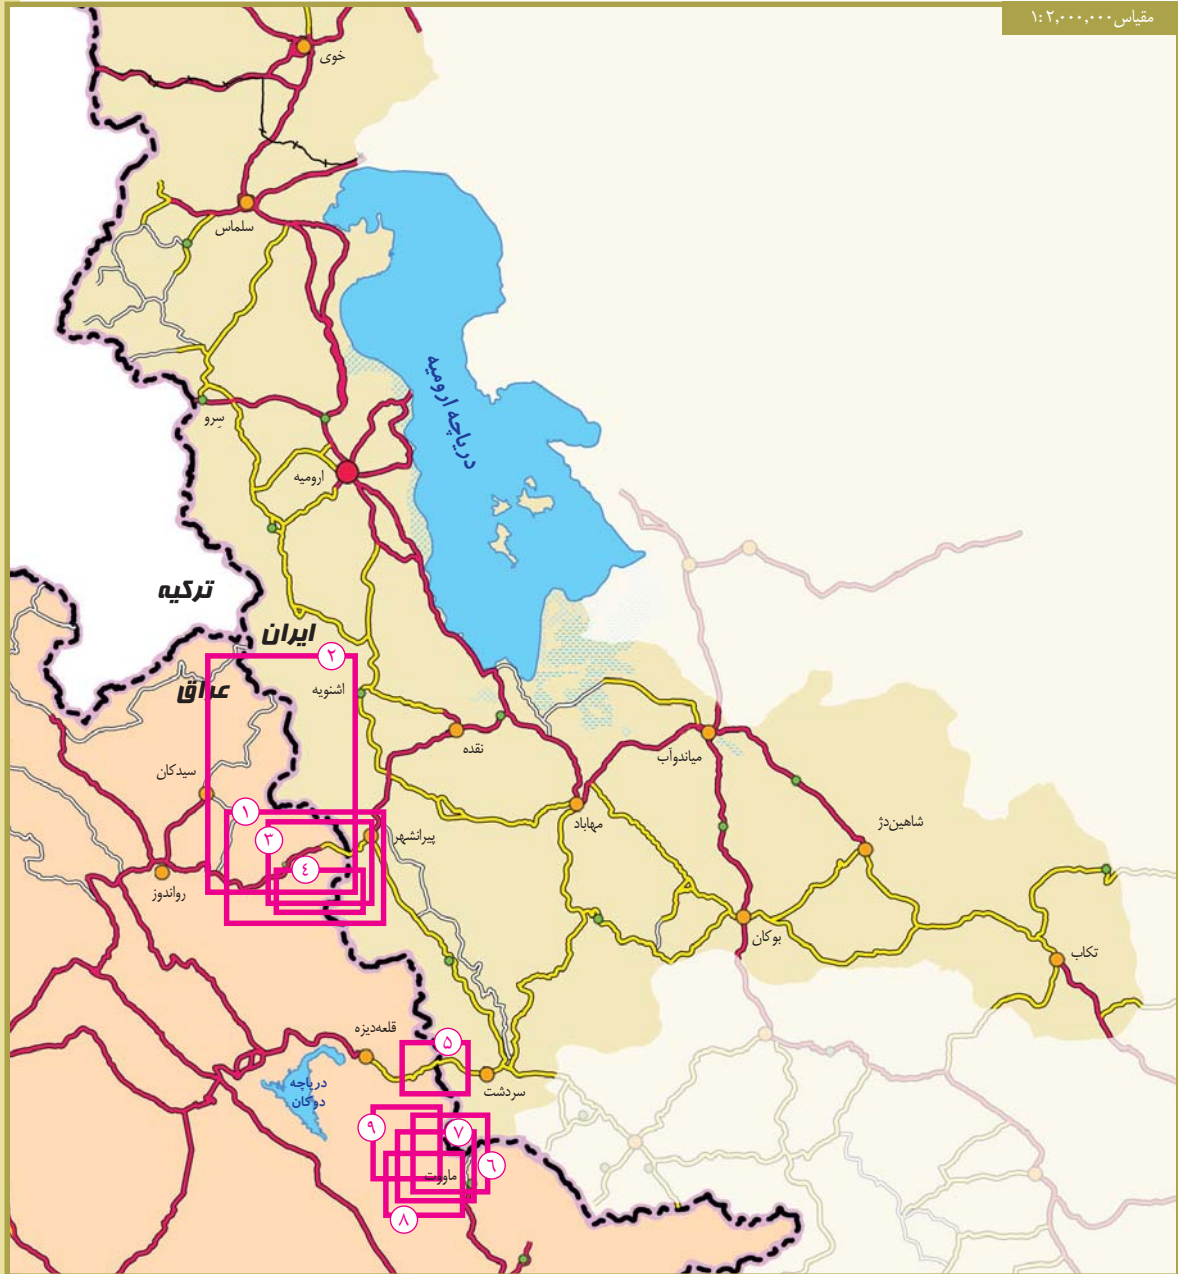 مقیاس ۱:۲,۰۰۰,۰۰۰
خوی
سلماس
دریاچه ارومیه
سِرو
ارومیه
ترکیه
ایران
۲
عراق
اشنویه
نقده
میاندوآب
سیدکان
۱
مهاباد
شاهین‌دژ
۳
پیرانشهر
۴
رواندوز
بوکان
تکاب
قلعه‌دیزه
۵
سردشت
دریاچه
دوکان
۹
۷
۶
ماووت
۸